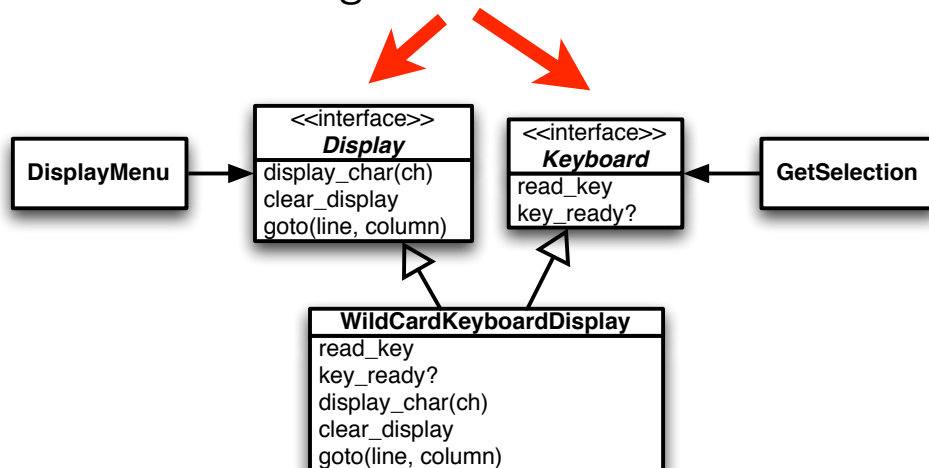 DisplayMenu
<<interface>>
Display
display_char(ch)
clear_display
goto(line, column)
<<interface>>
Keyboard
read_key
key_ready?
GetSelection
WildCardKeyboardDisplay
read_key
key_ready?
display_char(ch)
clear_display
goto(line, column)